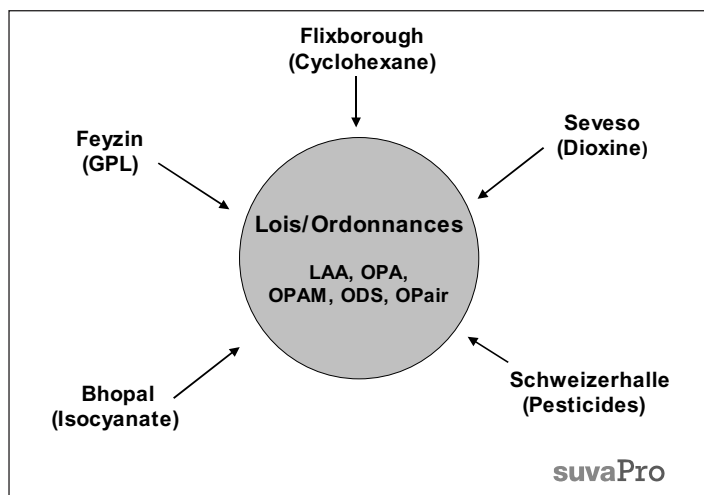 Flixborough
(Cyclohexane)
Feyzin
(GPL)
Seveso
(Dioxine)
Lois/Ordonnances
LAA, OPA,
OPAM, ODS, OPair
Bhopal
(Isocyanate)
Schweizerhalle
(Pesticides)
suvaPro